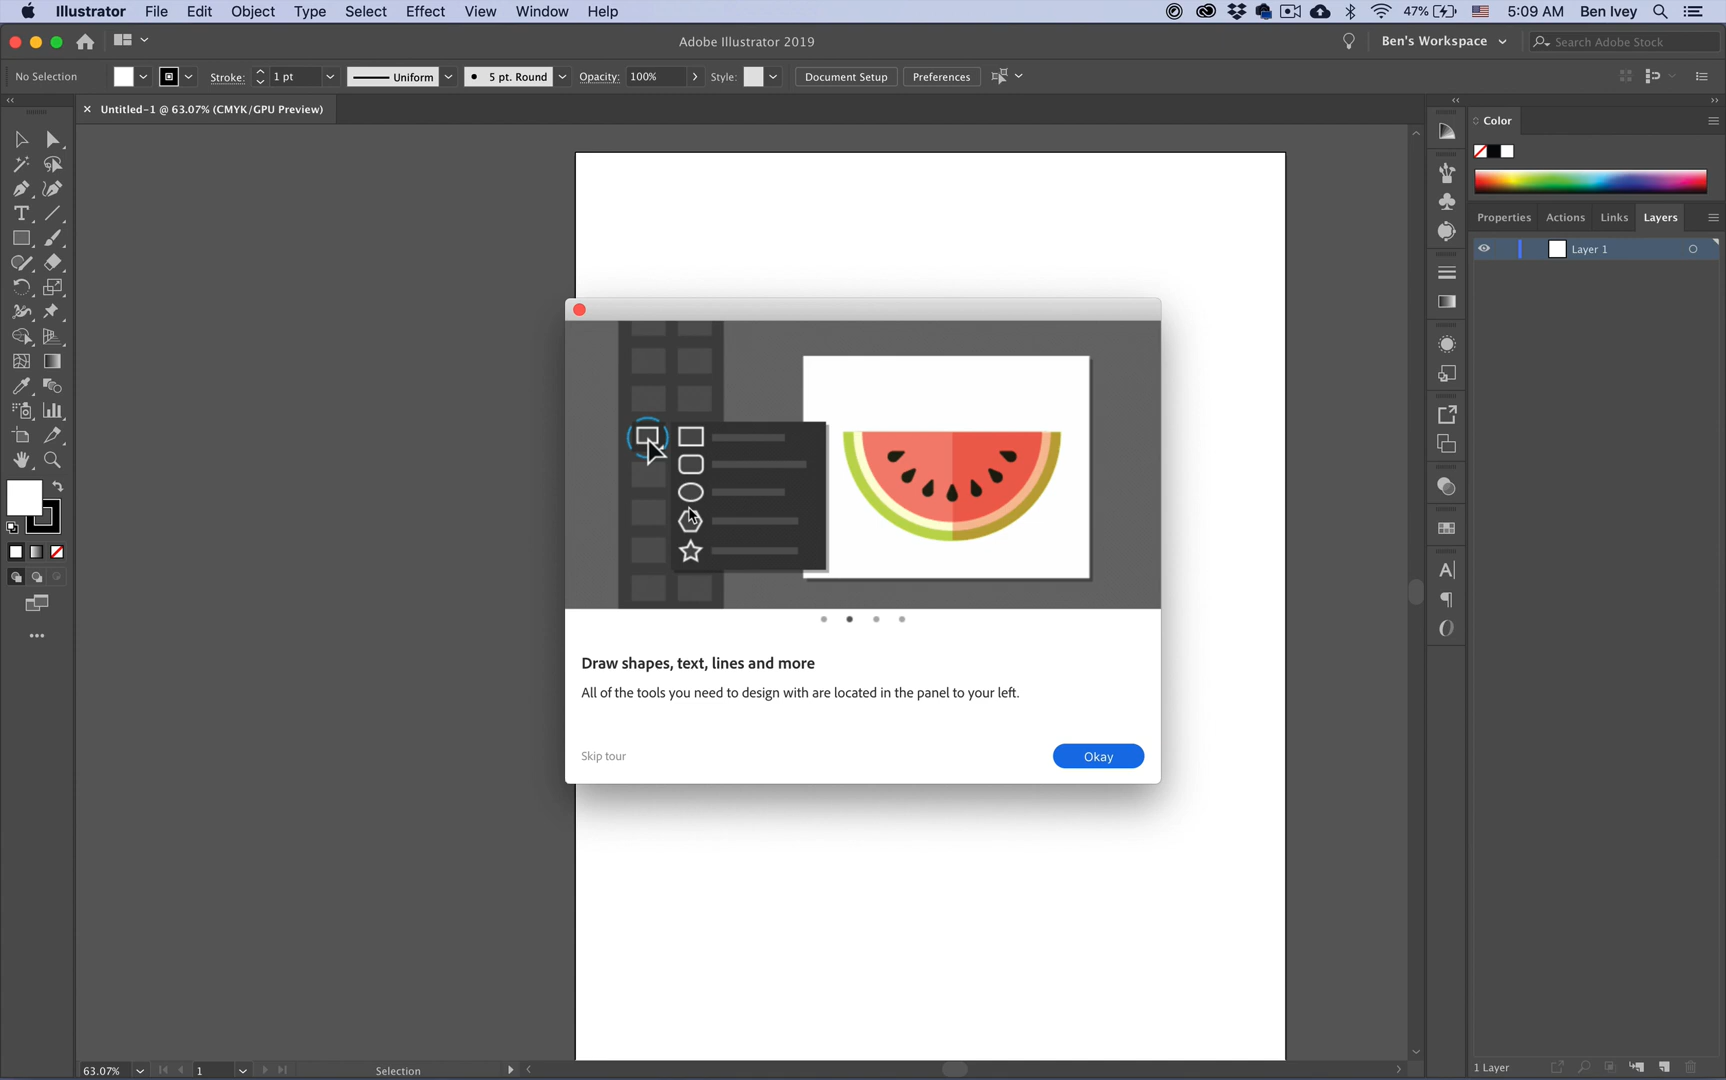 Illustrator File Edit Object Type Select Effect View Window Help 47% 5:09 AM Ben Ivey
Adobe Illustrator 2019 Ben's Workspace Search Adobe Stock
No Selection Stroke: 1 pt Uniform 5 pt. Round Opacity: 100% Style: Document Setup Preferences
× Untitled-1 @ 63.07% (CMYK/GPU Preview)
Color
Properties Actions Links Layers
Layer 1
Draw shapes, text, lines and more
All of the tools you need to design with are located in the panel to your left.
Skip tour Okay
63.07% 1 Selection 1 Layer